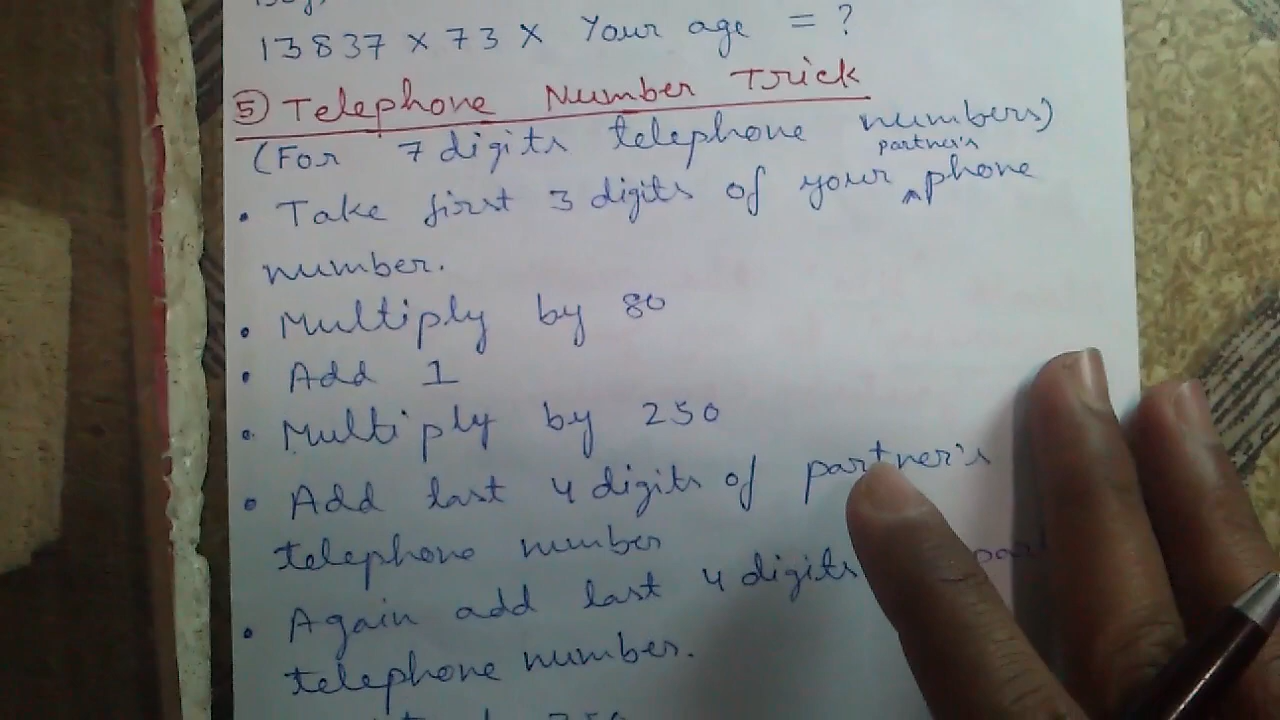 13837 × 73 × Your age = ?
⑤ Telephone Number Trick
(For 7 digits telephone numbers)
partner's
• Take first 3 digits of your ^ phone
number.
• Multiply by 80
• Add 1
• Multiply by 250
• Add last 4 digits of partner's
telephone number
• Again add last 4 digits
telephone number.